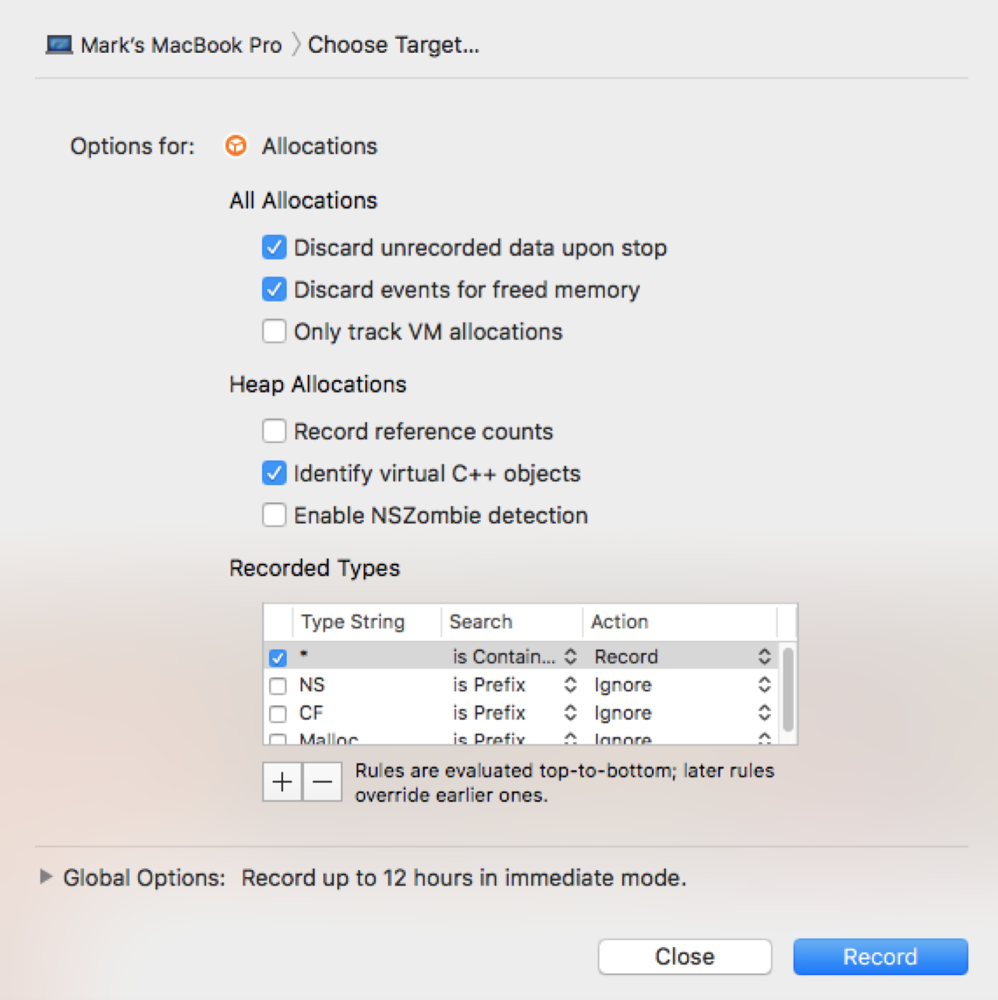 Mark's MacBook Pro 〉 Choose Target...
Options for: Allocations
All Allocations
Discard unrecorded data upon stop
Discard events for freed memory
Only track VM allocations
Heap Allocations
Record reference counts
Identify virtual C++ objects
Enable NSZombie detection
Recorded Types
Type String Search Action
* is Contain... Record
NS is Prefix Ignore
CF is Prefix Ignore
Malloc is Prefix Ignore
+ − Rules are evaluated top-to-bottom; later rules
override earlier ones.
Global Options: Record up to 12 hours in immediate mode.
Close Record